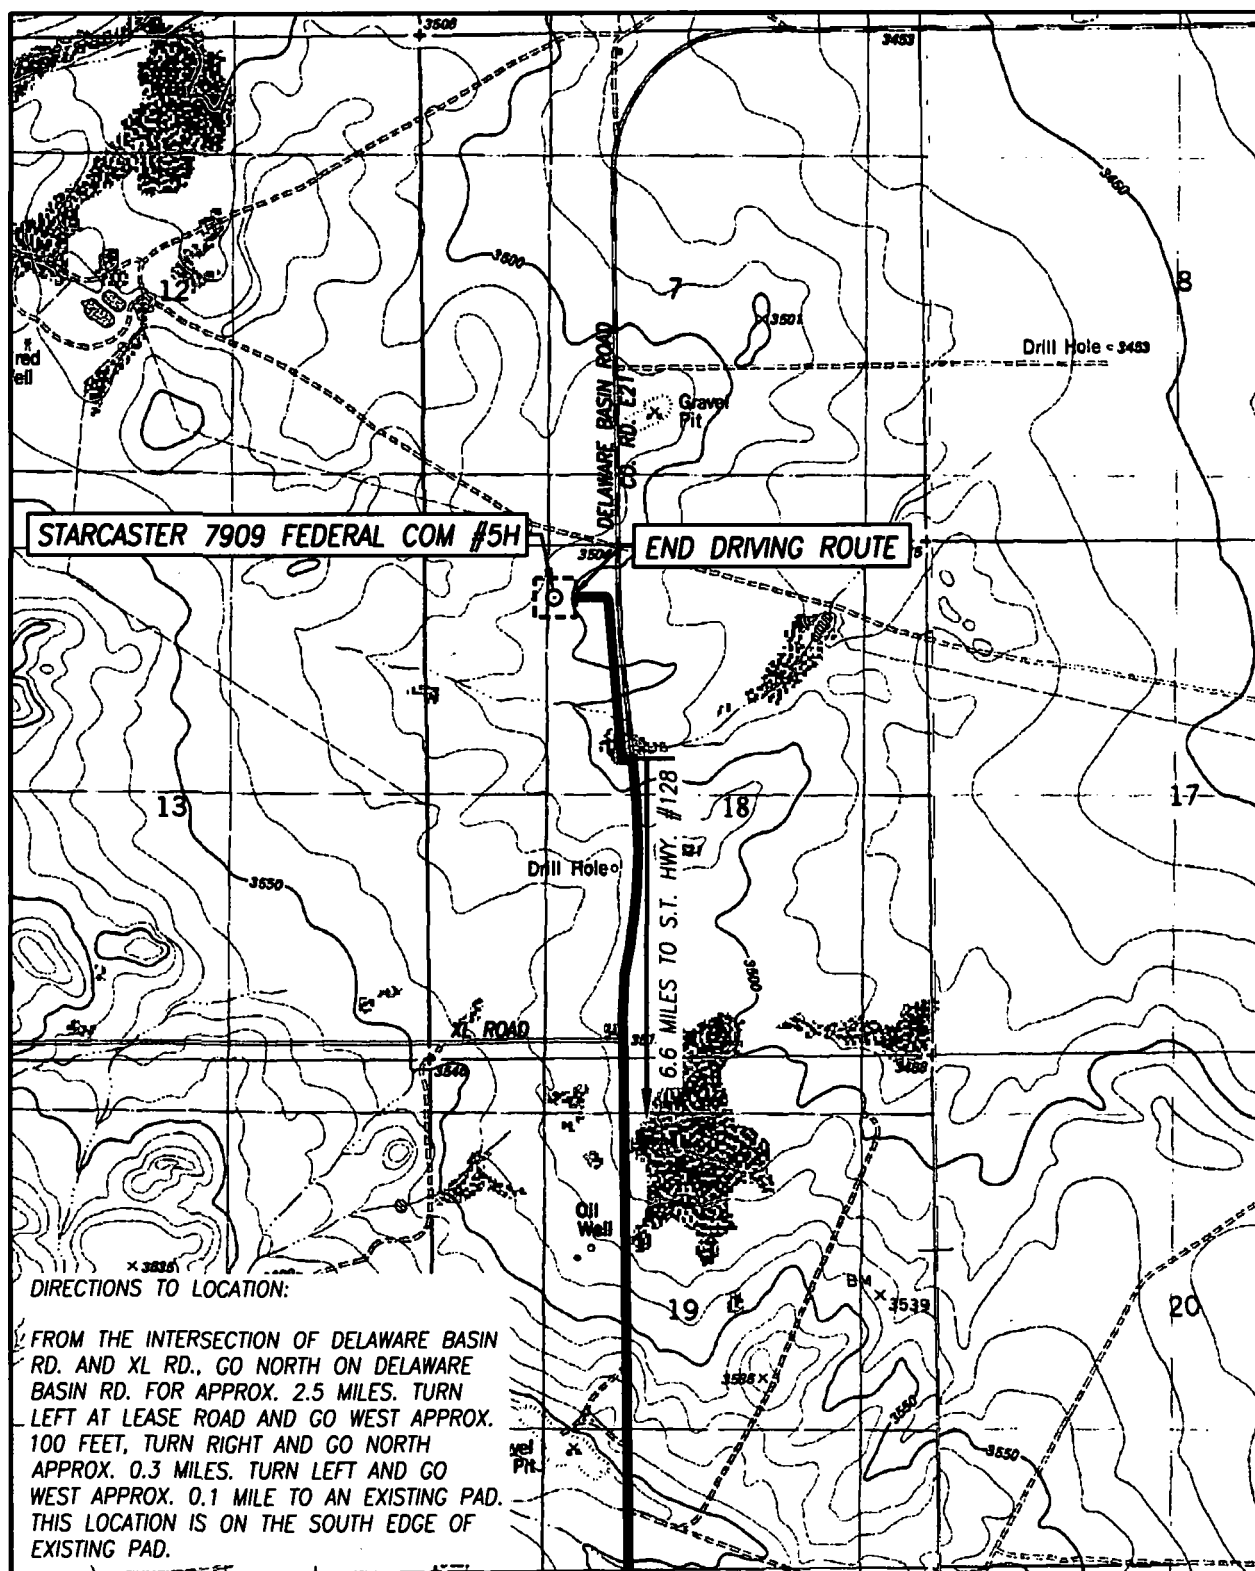 3508
3453
3450
3500
12
7
8
3501
Drill Hole 3453
DELAWARE BASIN ROAD
CO. RD. E21
Gravel
Pit
red
STARCASTER 7909 FEDERAL COM #5H
END DRIVING ROUTE
13
18
17
6.6 MILES TO S.T. HWY. #128
Drill Hole
3550
3500
XL ROAD
3540
3488
Oil
Well
3635
19
BM
3539
20
3586
3550
3550
Pit
DIRECTIONS TO LOCATION:
FROM THE INTERSECTION OF DELAWARE BASIN
RD. AND XL RD., GO NORTH ON DELAWARE
BASIN RD. FOR APPROX. 2.5 MILES. TURN
LEFT AT LEASE ROAD AND GO WEST APPROX.
100 FEET, TURN RIGHT AND GO NORTH
APPROX. 0.3 MILES. TURN LEFT AND GO
WEST APPROX. 0.1 MILE TO AN EXISTING PAD.
THIS LOCATION IS ON THE SOUTH EDGE OF
EXISTING PAD.